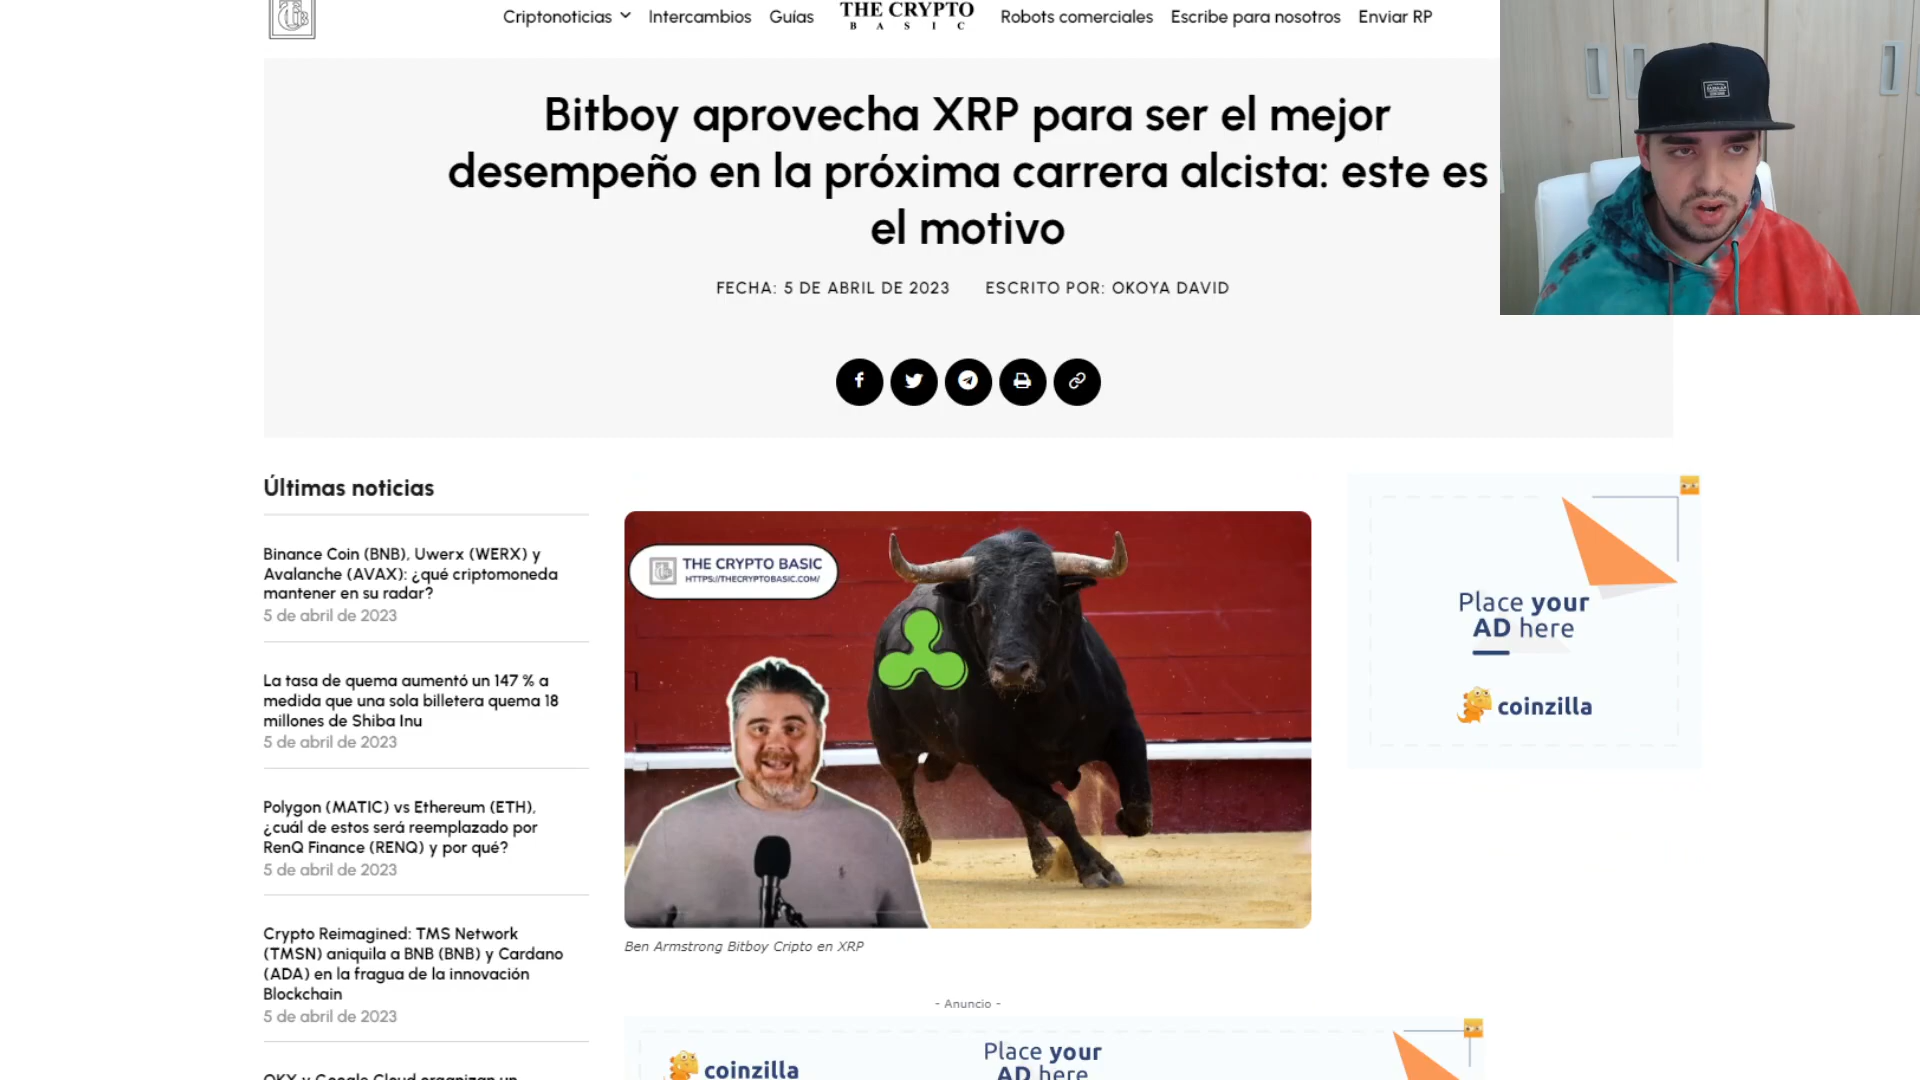 Criptonoticias
Intercambios
Guías
THE CRYPTO
BASIC
Robots comerciales
Escribe para nosotros
Enviar RP
Bitboy aprovecha XRP para ser el mejor
desempeño en la próxima carrera alcista: este es
el motivo
FECHA: 5 DE ABRIL DE 2023
ESCRITO POR: OKOYA DAVID
Últimas noticias
Binance Coin (BNB), Uwerx (WERX) y
Avalanche (AVAX): ¿qué criptomoneda
mantener en su radar?
5 de abril de 2023
La tasa de quema aumentó un 147 % a
medida que una sola billetera quema 18
millones de Shiba Inu
5 de abril de 2023
Polygon (MATIC) vs Ethereum (ETH),
¿cuál de estos será reemplazado por
RenQ Finance (RENQ) y por qué?
5 de abril de 2023
Crypto Reimagined: TMS Network
(TMSN) aniquila a BNB (BNB) y Cardano
(ADA) en la fragua de la innovación
Blockchain
5 de abril de 2023
OKX y Google Cloud organizan un
THE CRYPTO BASIC
HTTPS://THECRYPTOBASIC.COM/
Ben Armstrong Bitboy Cripto en XRP
- Anuncio -
coinzilla
Place your
AD here
Place your
AD here
coinzilla